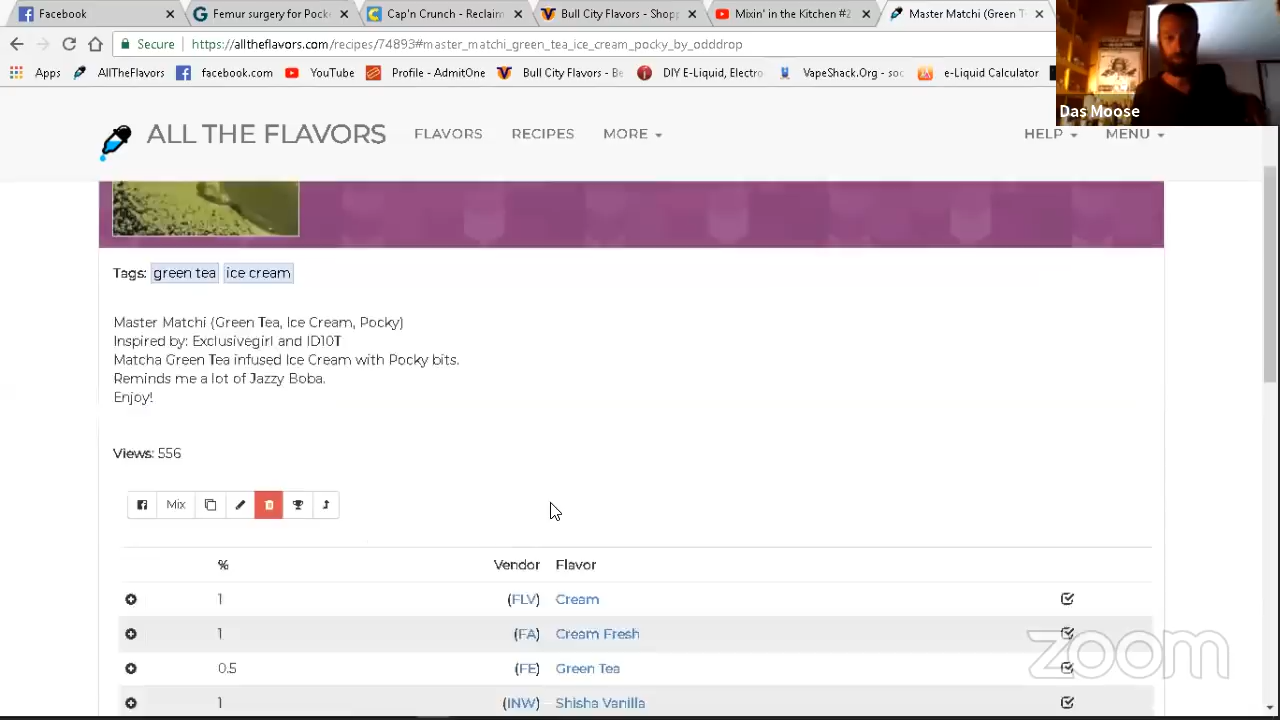 Facebook
Femur surgery for Pock
Cap'n Crunch - Reclaim
Bull City Flavors - Shopp
Mixin' in the Kitchen #2
Master Matchi (Green T
Secure
https://alltheflavors.com/recipes/74893#master_matchi_green_tea_ice_cream_pocky_by_odddrop
Apps
AllTheFlavors
facebook.com
YouTube
Profile - AdmitOne
Bull City Flavors - Be
DIY E-Liquid, Electro
VapeShack.Org - soc
e-Liquid Calculator
Das Moose
ALL THE FLAVORS
FLAVORS
RECIPES
MORE
HELP
MENU
Tags: green tea ice cream
Master Matchi (Green Tea, Ice Cream, Pocky)
Inspired by: Exclusivegirl and ID10T
Matcha Green Tea infused Ice Cream with Pocky bits.
Reminds me a lot of Jazzy Boba.
Enjoy!
Views: 556
Mix
% Vendor Flavor
1 (FLV) Cream
1 (FA) Cream Fresh
0.5 (FE) Green Tea
1 (INW) Shisha Vanilla
zoom